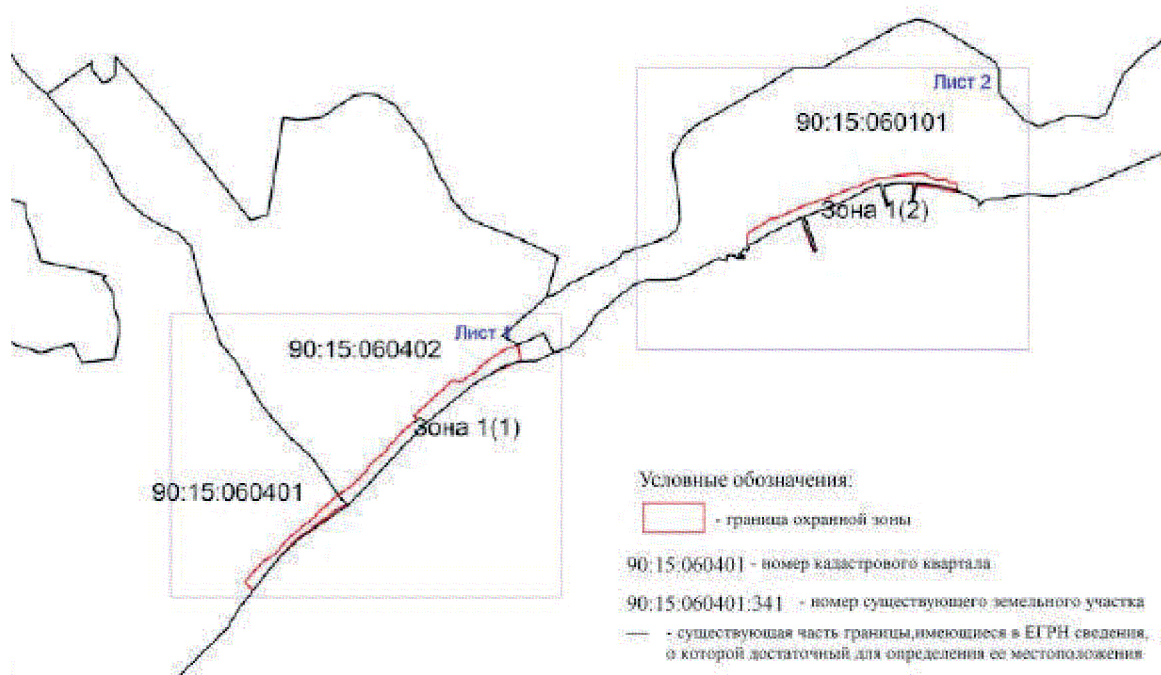 Лист 2
90:15:060101
Зона 1(2)
Лист
90:15:060402
Зона 1(1)
90:15:060401
Условные обозначения:
- граница охранной зоны
90:15:060401 - номер кадастрового квартала
90:15:060401:341 - номер существующего земельного участка
- существующая часть границы,имеющиеся в ЕГРН сведения,
о которой достаточный для определения ее местоположения